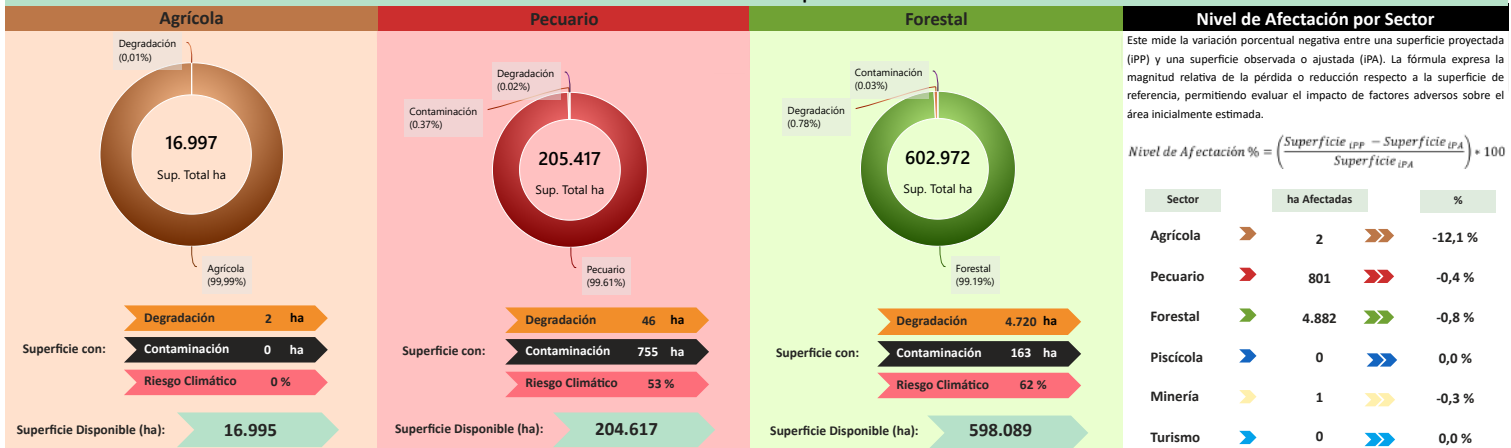 Agrícola
Degradación
(0,01%)
16.997
Sup. Total ha
Agrícola
(99,99%)
Superficie con:
Degradación 2 ha
Contaminación 0 ha
Riesgo Climático 0 %
Superficie Disponible (ha): 16.995
Pecuario
Degradación
(0.02%)
Contaminación
(0.37%)
205.417
Sup. Total ha
Pecuario
(99.61%)
Superficie con:
Degradación 46 ha
Contaminación 755 ha
Riesgo Climático 53 %
Superficie Disponible (ha): 204.617
Forestal
Contaminación
(0.03%)
Degradación
(0.78%)
602.972
Sup. Total ha
Forestal
(99.19%)
Superficie con:
Degradación 4.720 ha
Contaminación 163 ha
Riesgo Climático 62 %
Superficie Disponible (ha): 598.089
Nivel de Afectación por Sector
Este mide la variación porcentual negativa entre una superficie proyectada
(iPP) y una superficie observada o ajustada (iPA). La fórmula expresa la
magnitud relativa de la pérdida o reducción respecto a la superficie de
referencia, permitiendo evaluar el impacto de factores adversos sobre el
área inicialmente estimada.
Nivel de Afectación % = (Superficie iPP − Superficie iPA / Superficie iPA) * 100
Sector ha Afectadas %
Agrícola 2 -12,1 %
Pecuario 801 -0,4 %
Forestal 4.882 -0,8 %
Piscícola 0 0,0 %
Minería 1 -0,3 %
Turismo 0 0,0 %